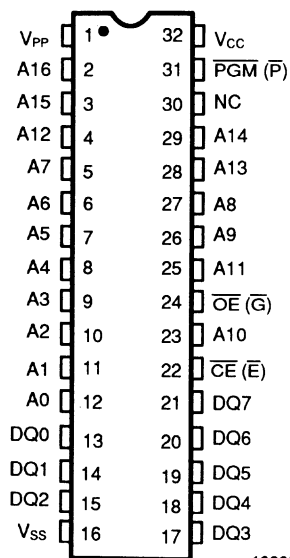 VPP 1 32 VCC
A16 2 31 PGM (P)
A15 3 30 NC
A12 4 29 A14
A7 5 28 A13
A6 6 27 A8
A5 7 26 A9
A4 8 25 A11
A3 9 24 OE (G)
A2 10 23 A10
A1 11 22 CE (E)
A0 12 21 DQ7
DQ0 13 20 DQ6
DQ1 14 19 DQ5
DQ2 15 18 DQ4
VSS 16 17 DQ3